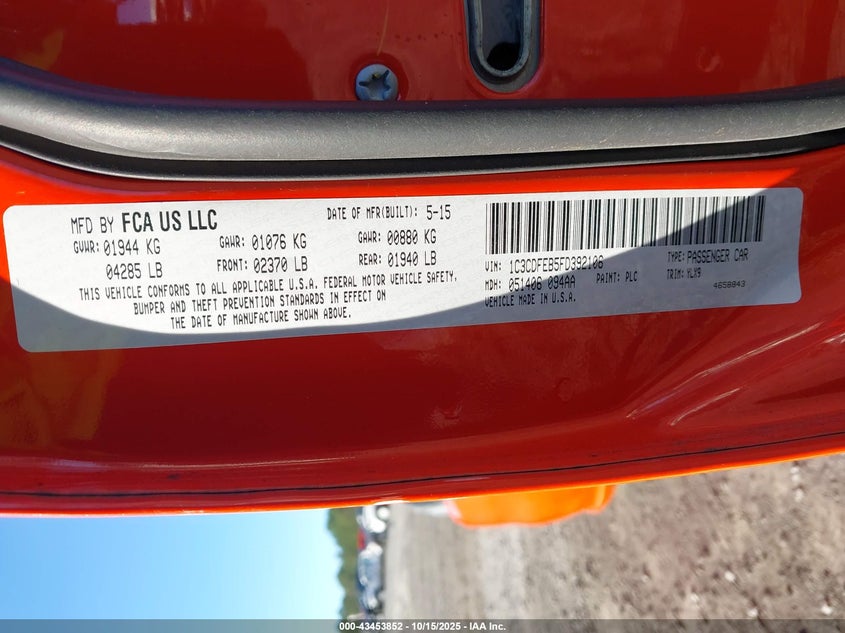 MFD BY FCA US LLC DATE OF MFR(BUILT): 5-15
GVWR: 01944 KG GAWR: 01076 KG GAWR: 00880 KG
04285 LB FRONT: 02370 LB REAR: 01940 LB
THIS VEHICLE CONFORMS TO ALL APPLICABLE U.S.A. FEDERAL MOTOR VEHICLE SAFETY,
BUMPER AND THEFT PREVENTION STANDARDS IN EFFECT ON
THE DATE OF MANUFACTURE SHOWN ABOVE.
VIN: 1C3CDFEB5FD392106 TYPE: PASSENGER CAR
MDH: 051406 094AA PAINT: PLC TRIM: YLX9
VEHICLE MADE IN U.S.A. 4658843
000-43453852 - 10/15/2025 - IAA Inc.